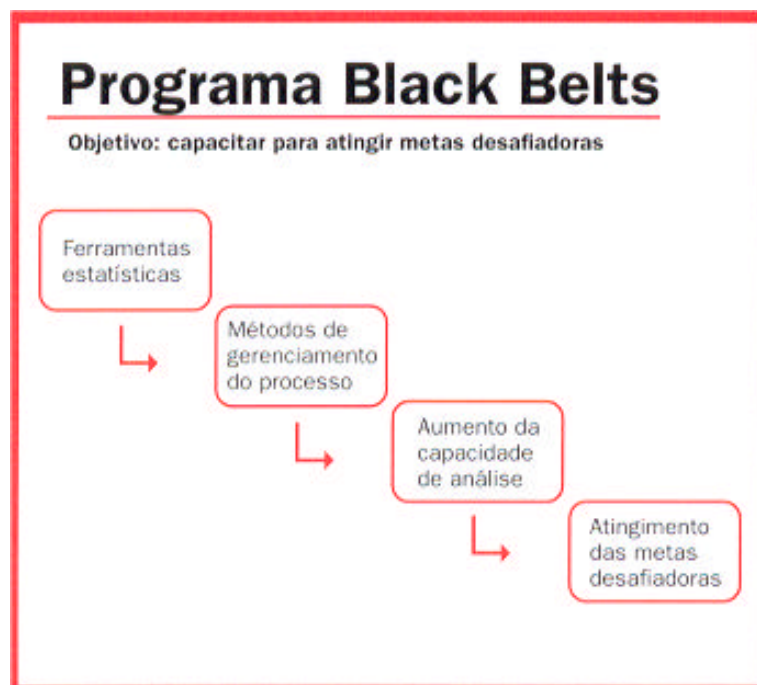 Programa Black Belts
Objetivo: capacitar para atingir metas desafiadoras
Ferramentas
estatísticas
Métodos de
gerenciamento
do processo
Aumento da
capacidade
de análise
Atingimento
das metas
desafiadoras